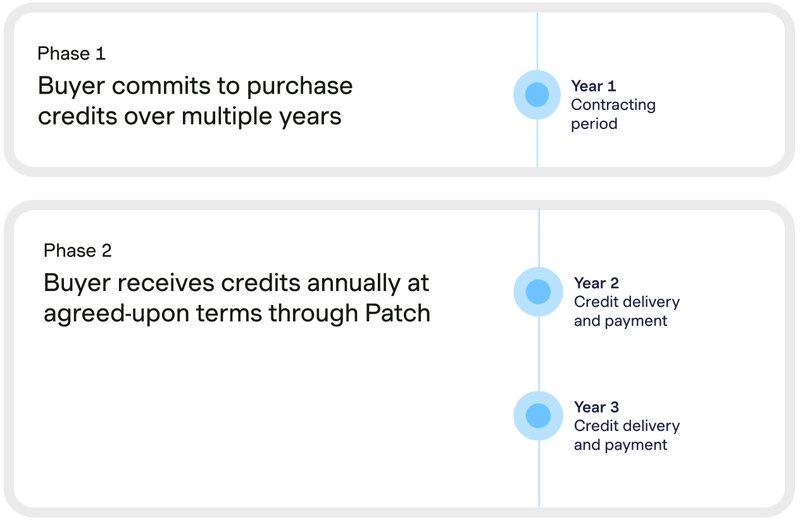 Phase 1
Buyer commits to purchase
credits over multiple years
Year 1
Contracting
period
Phase 2
Buyer receives credits annually at
agreed-upon terms through Patch
Year 2
Credit delivery
and payment
Year 3
Credit delivery
and payment